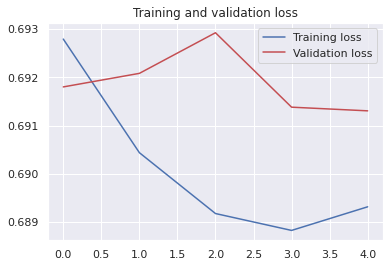 Training and validation loss
0.693
0.692
0.691
0.690
0.689
Training loss
Validation loss
0.0 0.5 1.0 1.5 2.0 2.5 3.0 3.5 4.0